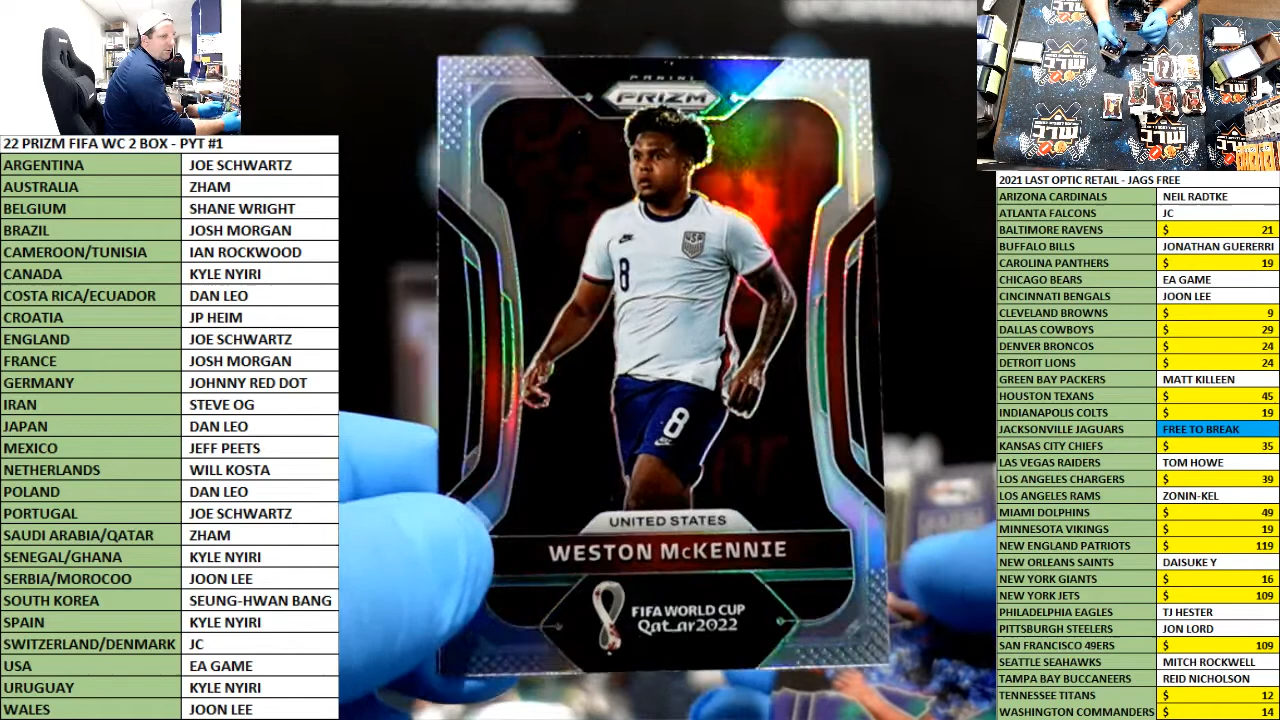 22 PRIZM FIFA WC 2 BOX - PYT #1
ARGENTINA JOE SCHWARTZ
AUSTRALIA ZHAM
BELGIUM SHANE WRIGHT
BRAZIL JOSH MORGAN
CAMEROON/TUNISIA IAN ROCKWOOD
CANADA KYLE NYIRI
COSTA RICA/ECUADOR DAN LEO
CROATIA JP HEIM
ENGLAND JOE SCHWARTZ
FRANCE JOSH MORGAN
GERMANY JOHNNY RED DOT
IRAN STEVE OG
JAPAN DAN LEO
MEXICO JEFF PEETS
NETHERLANDS WILL KOSTA
POLAND DAN LEO
PORTUGAL JOE SCHWARTZ
SAUDI ARABIA/QATAR ZHAM
SENEGAL/GHANA KYLE NYIRI
SERBIA/MOROCOO JOON LEE
SOUTH KOREA SEUNG-HWAN BANG
SPAIN KYLE NYIRI
SWITZERLAND/DENMARK JC
USA EA GAME
URUGUAY KYLE NYIRI
WALES JOON LEE
PANINI
PRIZM
8
8
UNITED STATES
WESTON McKENNIE
FIFA WORLD CUP
Qatar2022
MLC
2021 LAST OPTIC RETAIL - JAGS FREE
ARIZONA CARDINALS NEIL RADTKE
ATLANTA FALCONS JC
BALTIMORE RAVENS $ 21
BUFFALO BILLS JONATHAN GUERERRI
CAROLINA PANTHERS $ 19
CHICAGO BEARS EA GAME
CINCINNATI BENGALS JOON LEE
CLEVELAND BROWNS $ 9
DALLAS COWBOYS $ 29
DENVER BRONCOS $ 24
DETROIT LIONS $ 24
GREEN BAY PACKERS MATT KILLEEN
HOUSTON TEXANS $ 45
INDIANAPOLIS COLTS $ 19
JACKSONVILLE JAGUARS FREE TO BREAK
KANSAS CITY CHIEFS $ 35
LAS VEGAS RAIDERS TOM HOWE
LOS ANGELES CHARGERS $ 39
LOS ANGELES RAMS ZONIN-KEL
MIAMI DOLPHINS $ 49
MINNESOTA VIKINGS $ 19
NEW ENGLAND PATRIOTS $ 119
NEW ORLEANS SAINTS DAISUKE Y
NEW YORK GIANTS $ 16
NEW YORK JETS $ 109
PHILADELPHIA EAGLES TJ HESTER
PITTSBURGH STEELERS JON LORD
SAN FRANCISCO 49ERS $ 109
SEATTLE SEAHAWKS MITCH ROCKWELL
TAMPA BAY BUCCANEERS REID NICHOLSON
TENNESSEE TITANS $ 12
WASHINGTON COMMANDERS $ 14